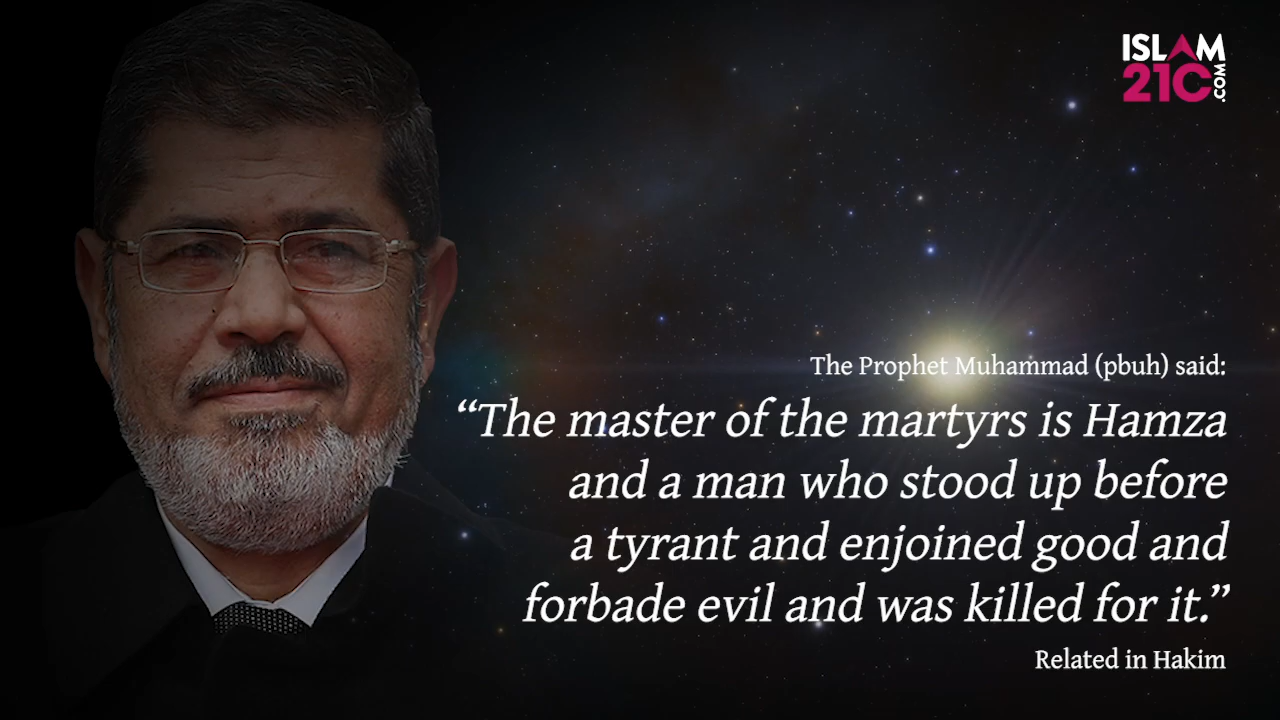 ISLAM
21C
.COM
The Prophet Muhammad (pbuh) said:
“The master of the martyrs is Hamza
and a man who stood up before
a tyrant and enjoined good and
forbade evil and was killed for it.”
Related in Hakim